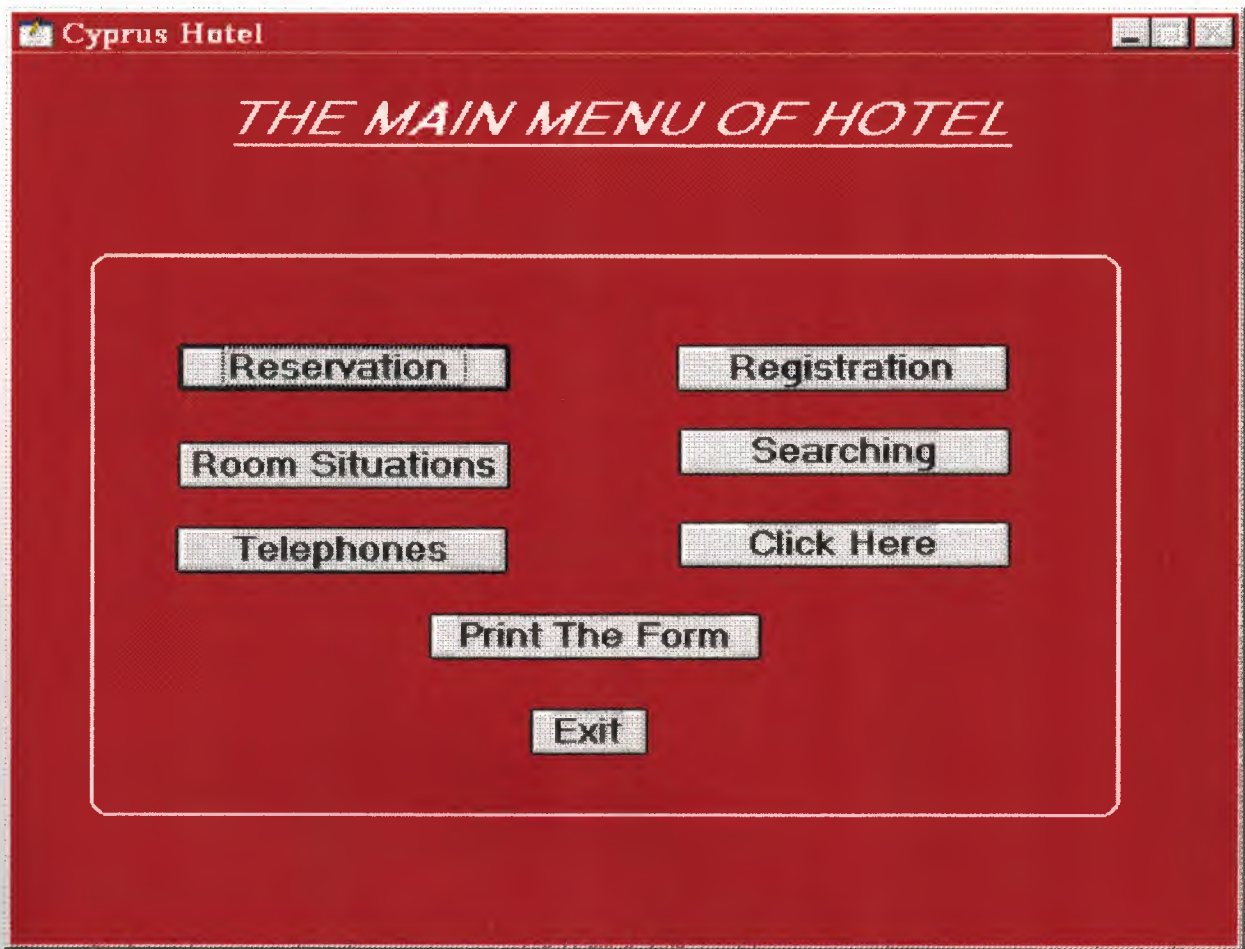 Cyprus Hotel
THE MAIN MENU OF HOTEL
Reservation
Registration
Room Situations
Searching
Telephones
Click Here
Print The Form
Exit